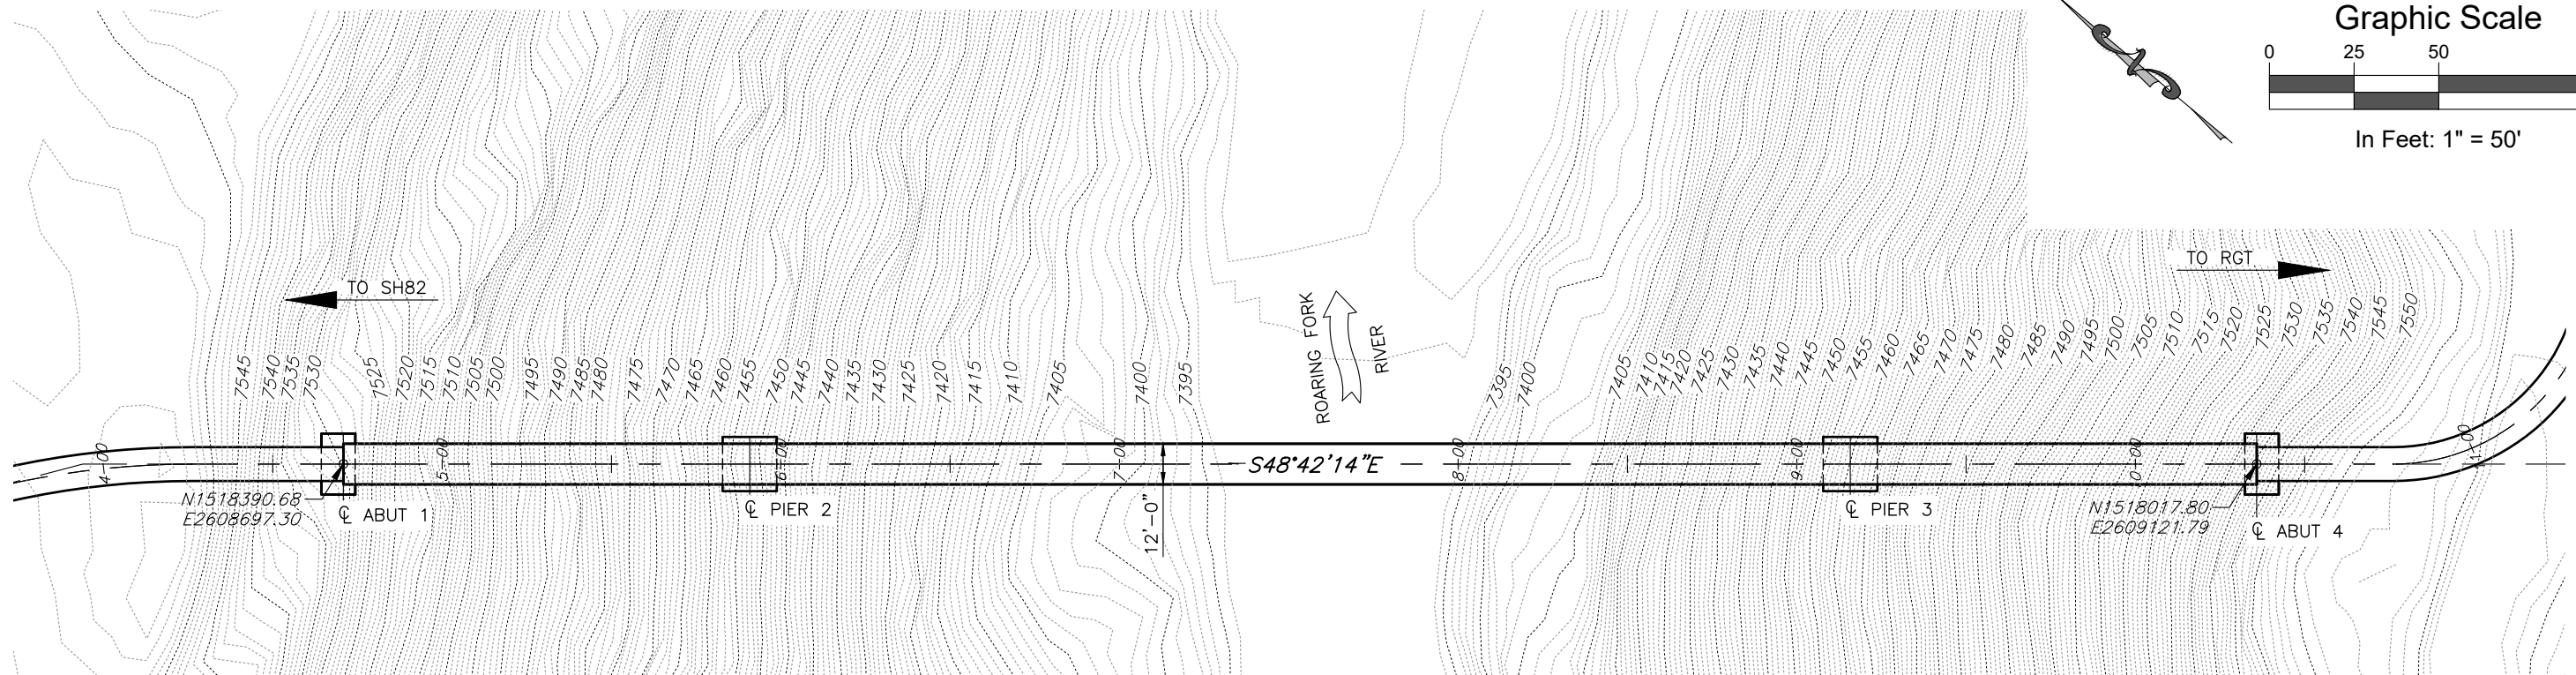 Graphic Scale
0 25 50
In Feet: 1" = 50'
TO RGT
TO SH82
ROARING FORK
RIVER
7545 7540 7535 7530 7525 7520 7515 7510 7505 7500 7495 7490 7485 7480 7475 7470 7465 7460 7455 7450 7445 7440 7435 7430 7425 7420 7415 7410 7405 7400 7395
7395 7400 7405 7410 7415 7420 7425 7430 7435 7440 7445 7450 7455 7460 7465 7470 7475 7480 7485 7490 7495 7500 7505 7510 7515 7520 7525 7530 7535 7540 7545 7550
4+00 5+00 6+00 7+00 8+00 9+00
S48°42'14"E
12'-0"
N1518390.68
E2608697.30
℄ ABUT 1
℄ PIER 2
℄ PIER 3
N1518017.80
E2609121.79
℄ ABUT 4